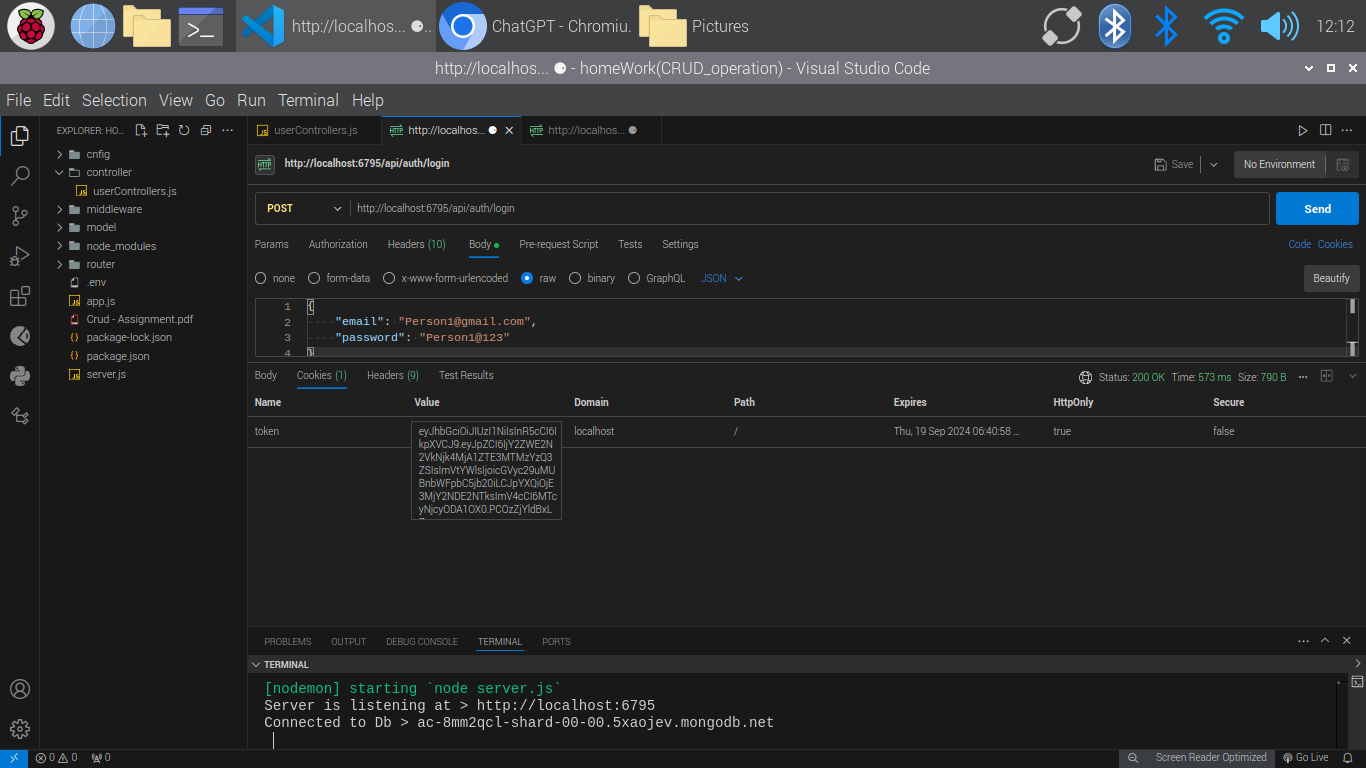 http://localhos... ●..
ChatGPT - Chromiu.
Pictures
12:12
http://localhos... ● - homeWork(CRUD_operation) - Visual Studio Code
File Edit Selection View Go Run Terminal Help
EXPLORER: HO...
userControllers.js
http://localhos... ●
http://localhos... ●
cnfig
controller
userControllers.js
middleware
model
node_modules
router
.env
app.js
Crud - Assignment.pdf
package-lock.json
package.json
server.js
http://localhost:6795/api/auth/login
Save
No Environment
POST
http://localhost:6795/api/auth/login
Send
Params Authorization Headers (10) Body Pre-request Script Tests Settings
Code Cookies
none form-data x-www-form-urlencoded raw binary GraphQL JSON
Beautify
1 {
2 "email": "Person1@gmail.com",
3 "password": "Person1@123"
4 }
Body Cookies (1) Headers (9) Test Results
Status: 200 OK Time: 573 ms Size: 790 B
Name Value Domain Path Expires HttpOnly Secure
token
localhost / Thu, 19 Sep 2024 06:40:58 ... true false
PROBLEMS OUTPUT DEBUG CONSOLE TERMINAL PORTS
TERMINAL
[nodemon] starting `node server.js`
Server is listening at > http://localhost:6795
Connected to Db > ac-8mm2qcl-shard-00-00.5xaojev.mongodb.net
0 0 0
Screen Reader Optimized Go Live